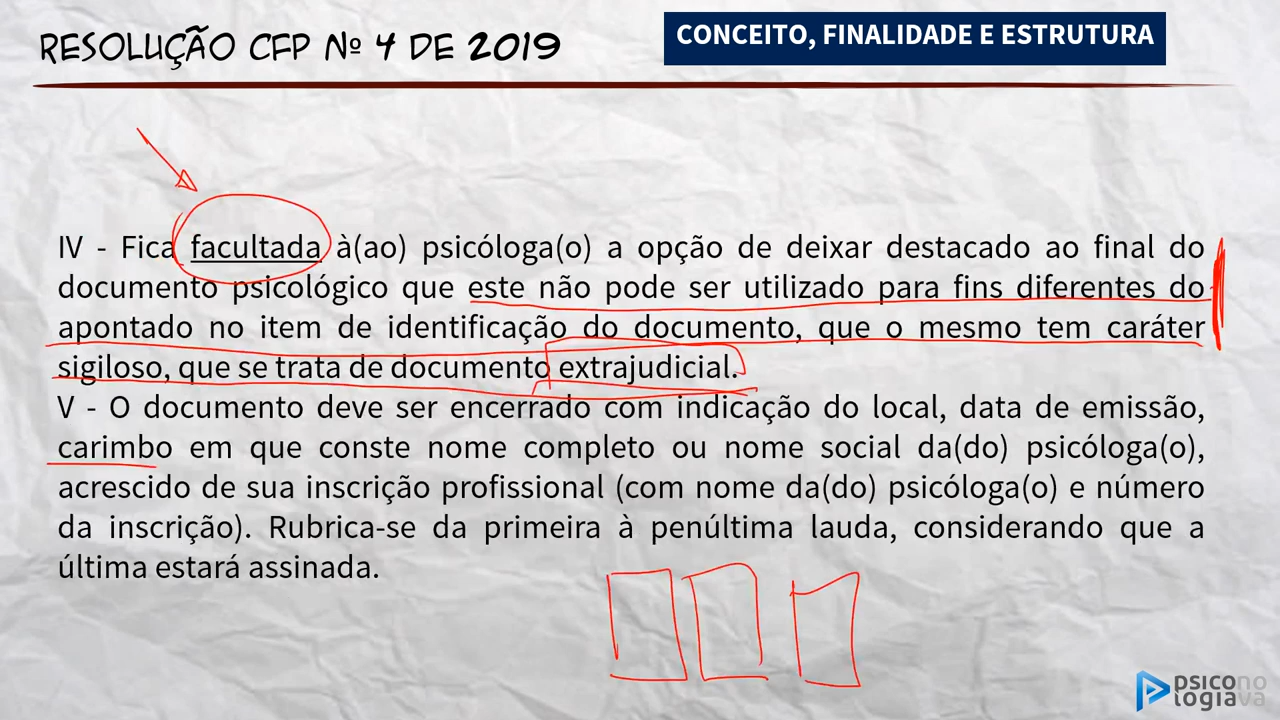 RESOLUÇÃO CFP Nº 4 DE 2019
CONCEITO, FINALIDADE E ESTRUTURA
IV - Fica facultada à(ao) psicóloga(o) a opção de deixar destacado ao final do
documento psicológico que este não pode ser utilizado para fins diferentes do
apontado no item de identificação do documento, que o mesmo tem caráter
sigiloso, que se trata de documento extrajudicial.
V - O documento deve ser encerrado com indicação do local, data de emissão,
carimbo em que conste nome completo ou nome social da(do) psicóloga(o),
acrescido de sua inscrição profissional (com nome da(do) psicóloga(o) e número
da inscrição). Rubrica-se da primeira à penúltima lauda, considerando que a
última estará assinada.
psicono
logiava